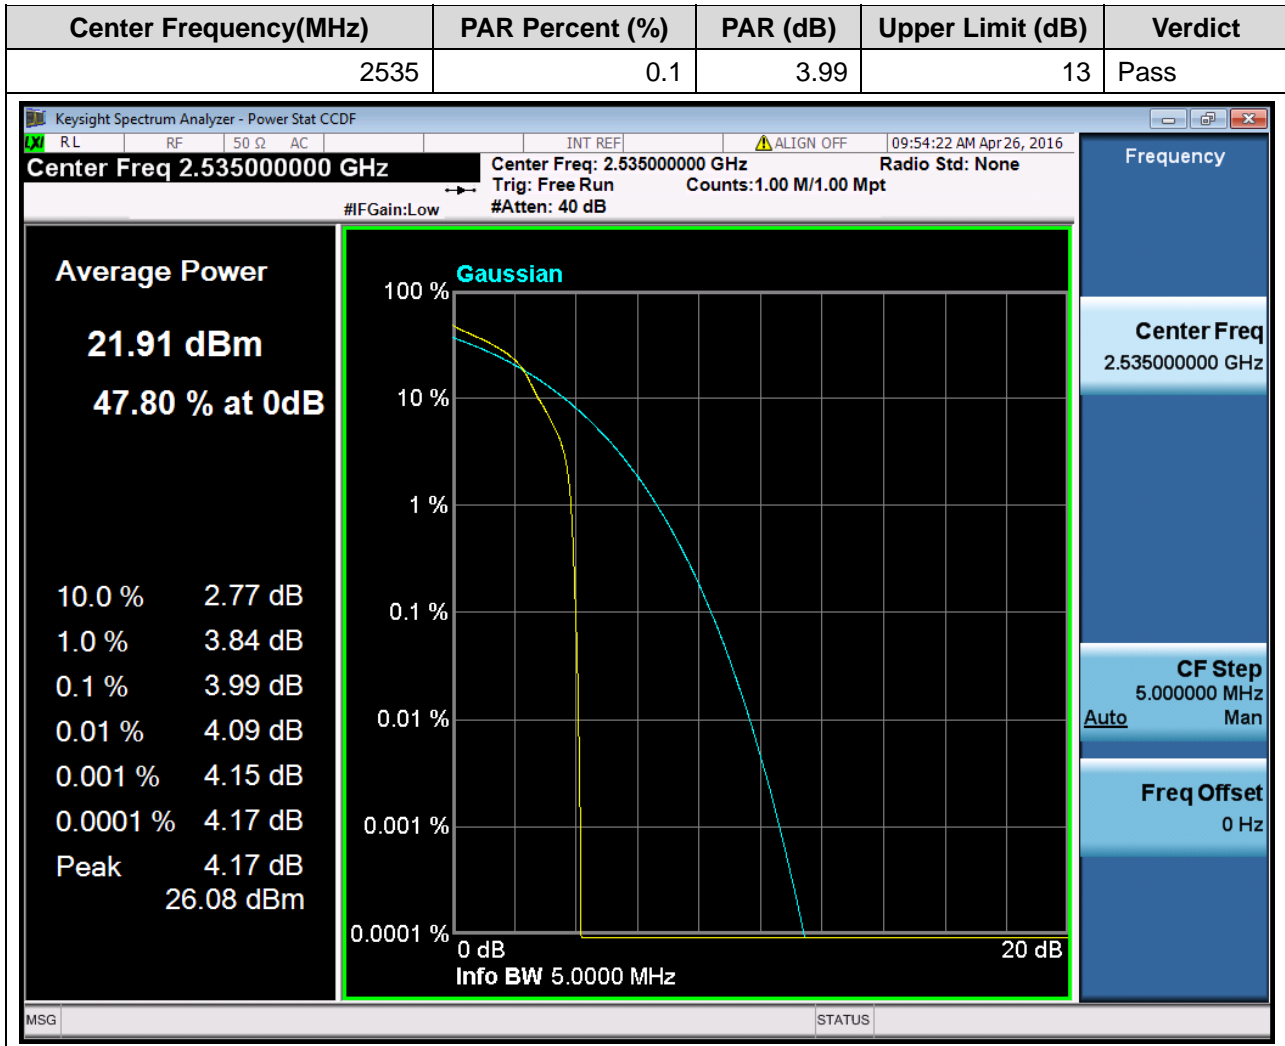 Center Frequency(MHz) PAR Percent (%) PAR (dB) Upper Limit (dB) Verdict
2535 0.1 3.99 13 Pass
Keysight Spectrum Analyzer - Power Stat CCDF
LXI RL RF 50 Ω AC INT REF ALIGN OFF 09:54:22 AM Apr 26, 2016
Center Freq 2.535000000 GHz
Center Freq: 2.535000000 GHz Radio Std: None
Trig: Free Run Counts:1.00 M/1.00 Mpt
#IFGain:Low #Atten: 40 dB
Average Power
21.91 dBm
47.80 % at 0dB
10.0 % 2.77 dB
1.0 % 3.84 dB
0.1 % 3.99 dB
0.01 % 4.09 dB
0.001 % 4.15 dB
0.0001 % 4.17 dB
Peak 4.17 dB
26.08 dBm
Gaussian
100 %
10 %
1 %
0.1 %
0.01 %
0.001 %
0.0001 %
0 dB 20 dB
Info BW 5.0000 MHz
Frequency
Center Freq
2.535000000 GHz
CF Step
5.000000 MHz
Auto Man
Freq Offset
0 Hz
MSG STATUS